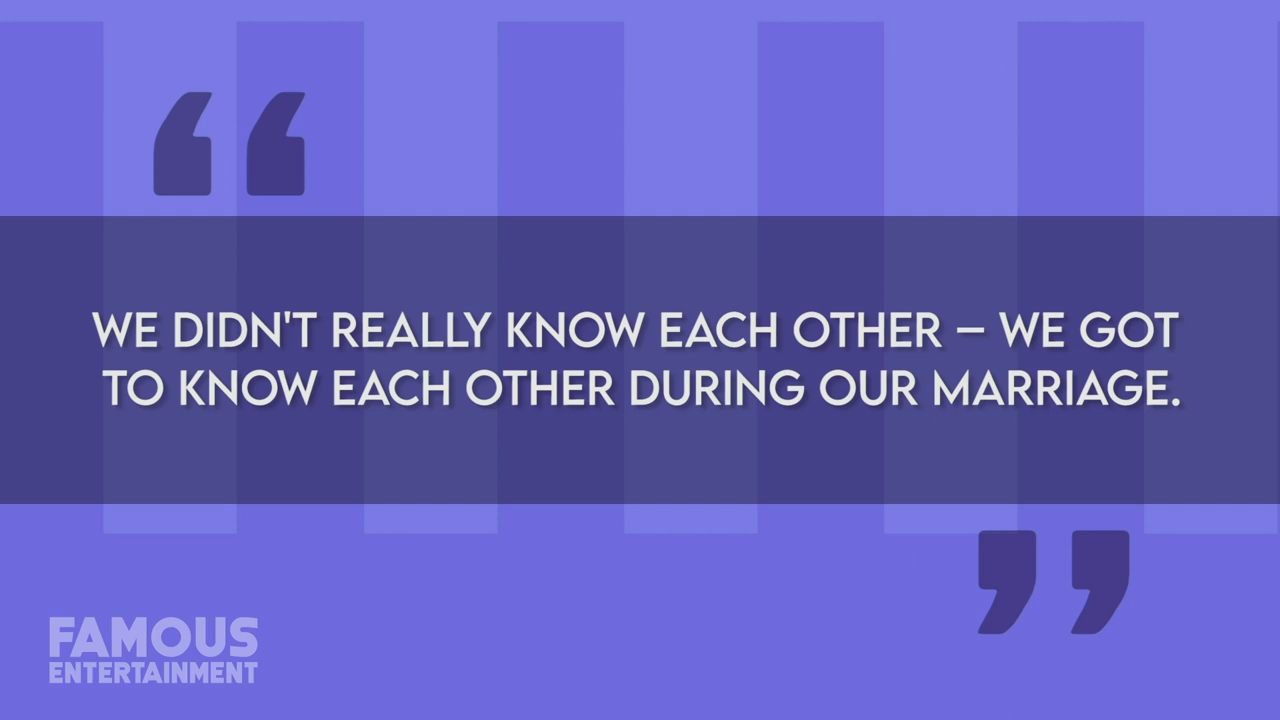 “
WE DIDN'T REALLY KNOW EACH OTHER – WE GOT
TO KNOW EACH OTHER DURING OUR MARRIAGE.
”
FAMOUS
ENTERTAINMENT